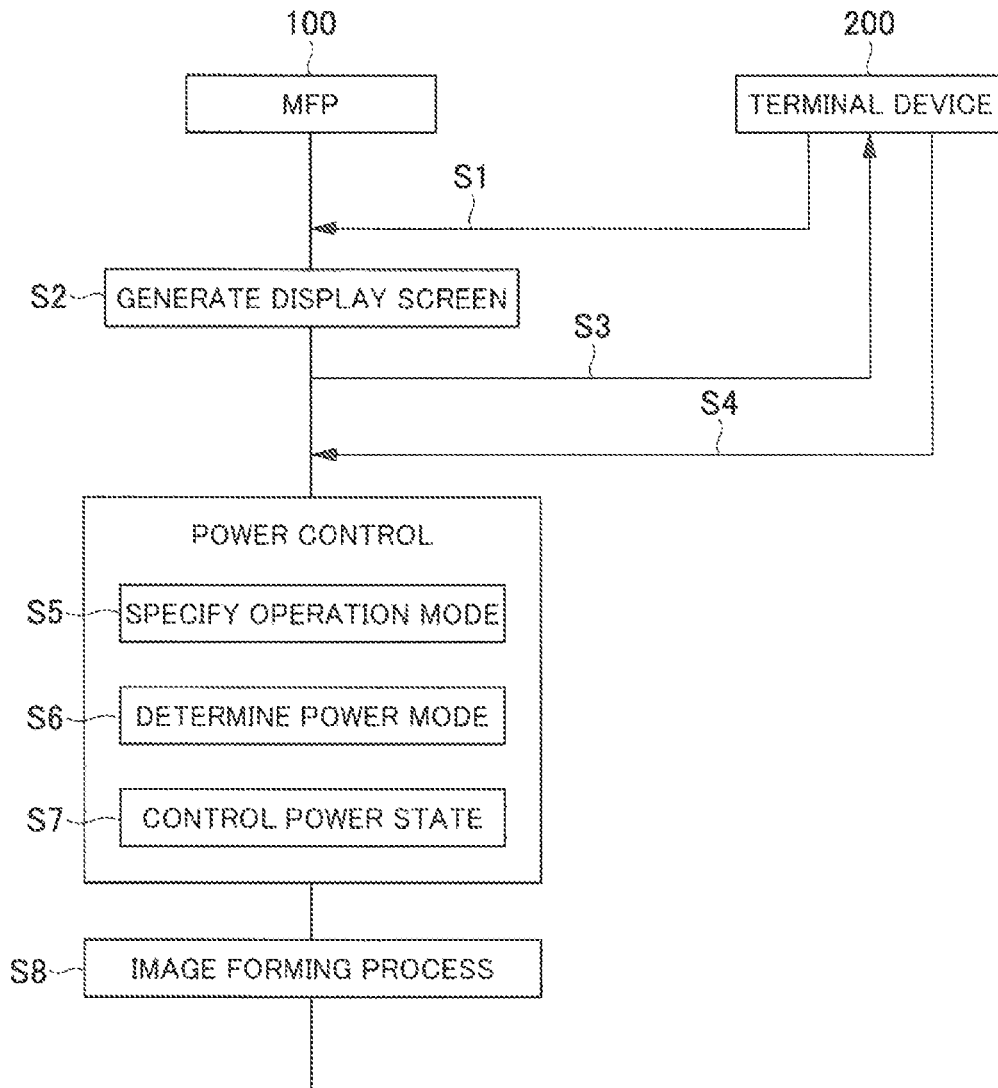 100
200
MFP
TERMINAL DEVICE
S1
S2
GENERATE DISPLAY SCREEN
S3
S4
POWER CONTROL
S5
SPECIFY OPERATION MODE
S6
DETERMINE POWER MODE
S7
CONTROL POWER STATE
S8
IMAGE FORMING PROCESS